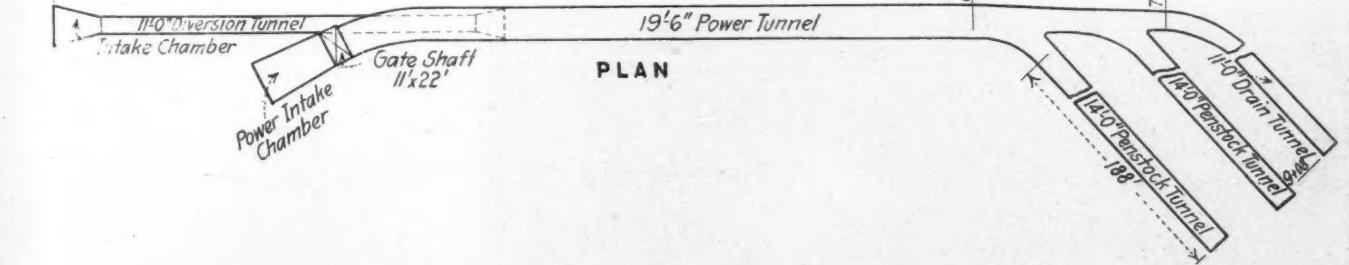 11'-0" Diversion Tunnel
Intake Chamber
Gate Shaft
11'x22'
Power Intake
Chamber
19'-6" Power Tunnel
PLAN
14'-0" Penstock Tunnel
188'
14'-0" Penstock Tunnel
11'-0" Drain Tunnel